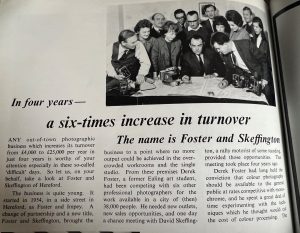 In four years—
a six-times increase in turnover
The name is Foster and Skeffington
ANY out-of-town photographic
business which increases its turnover
from £4,000 to £25,000 per year in
just four years is worthy of your
attention especially in these so-called
'difficult' days. So let us, on your
behalf, take a look at Foster and
Skeffington of Hereford.
The business is quite young. It
started in 1954, in a side street in
Hereford, as Foster and Impey. A
change of partnership and a new title,
Foster and Skeffington, brought the
business to a point where no more
output could be achieved in the over-
crowded workrooms and the single
studio. From these premises Derek
Foster, a former Ealing art student,
had been competing with six other
professional photographers for the
work available in a city of (then)
38,000 people. He needed new outlets,
new sales opportunities, and one day
a chance meeting with David Skeffing-
ton, a rally motorist of some
provided those opportunities. The
meeting took place four years
Derek Foster had long held the
conviction that colour photographs
should be available to the general
public at rates competitive with mono-
chrome, and he spent a great deal of
time experimenting with the tech-
niques which he thought would
the cost of colour processing. The